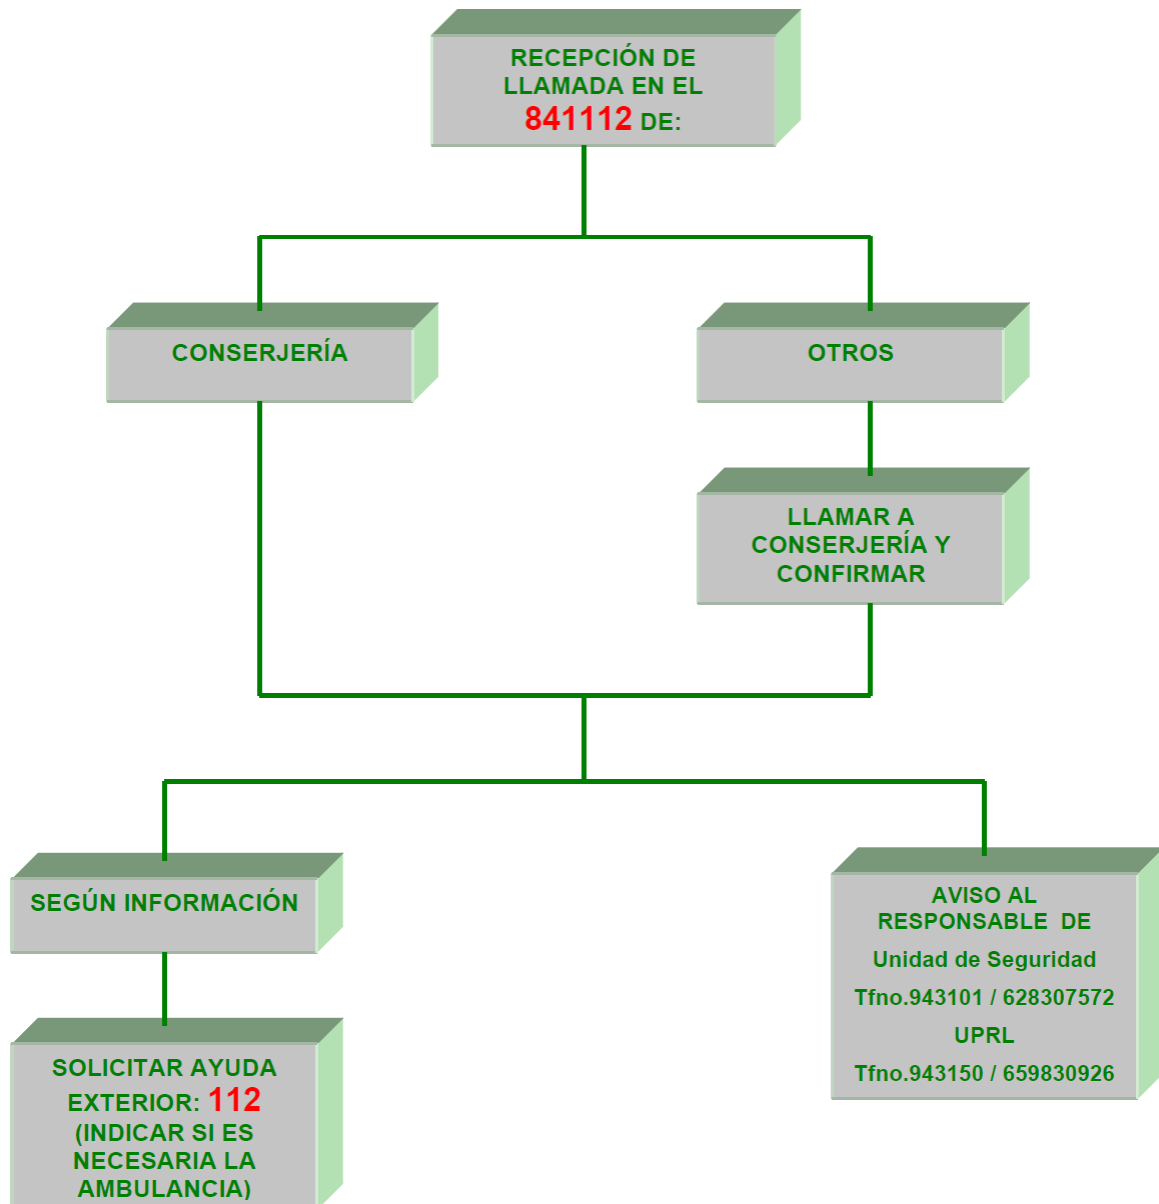 RECEPCIÓN DE
LLAMADA EN EL
841112 DE:
CONSERJERÍA
OTROS
LLAMAR A
CONSERJERÍA Y
CONFIRMAR
SEGÚN INFORMACIÓN
SOLICITAR AYUDA
EXTERIOR: 112
(INDICAR SI ES
NECESARIA LA
AMBULANCIA)
AVISO AL
RESPONSABLE DE
Unidad de Seguridad
Tfno.943101 / 628307572
UPRL
Tfno.943150 / 659830926